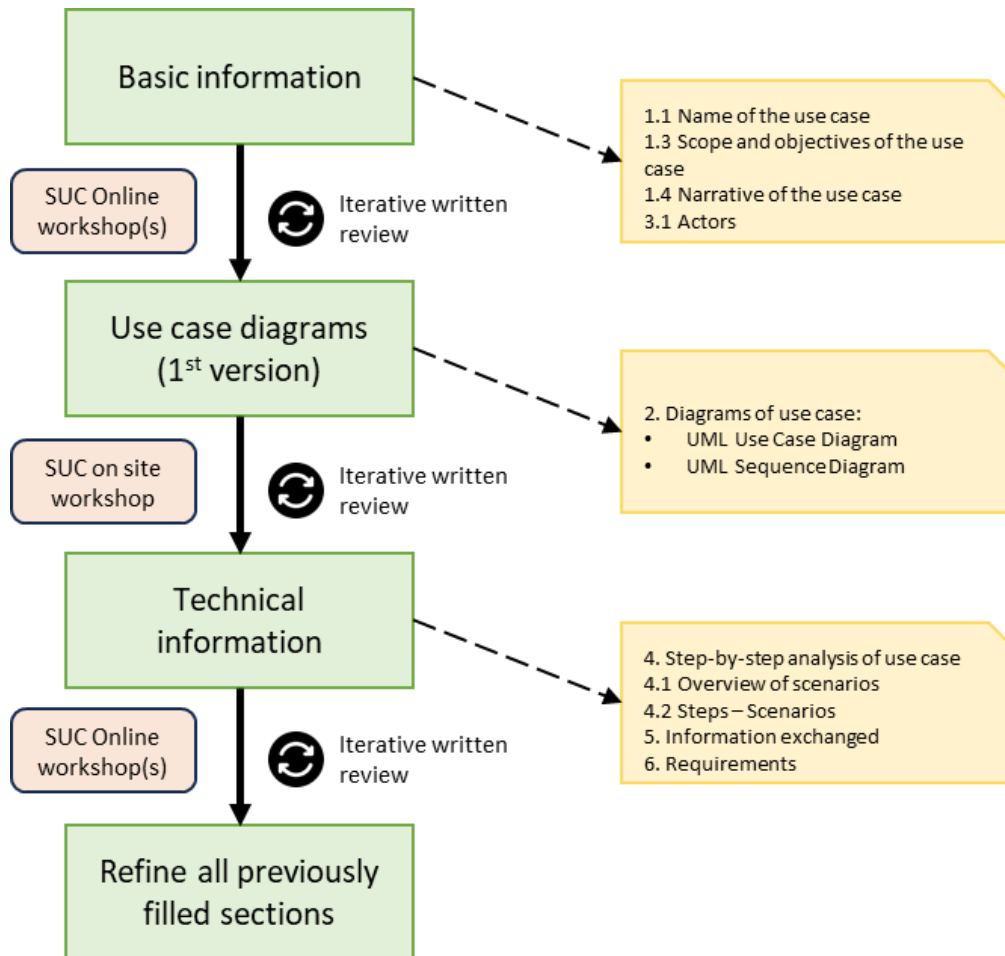 Basic information
1.1 Name of the use case
1.3 Scope and objectives of the use
case
1.4 Narrative of the use case
3.1 Actors
SUC Online
workshop(s)
Iterative written
review
Use case diagrams
(1st version)
2. Diagrams of use case:
• UML Use Case Diagram
• UML Sequence Diagram
SUC on site
workshop
Iterative written
review
Technical
information
4. Step-by-step analysis of use case
4.1 Overview of scenarios
4.2 Steps – Scenarios
5. Information exchanged
6. Requirements
SUC Online
workshop(s)
Iterative written
review
Refine all previously
filled sections